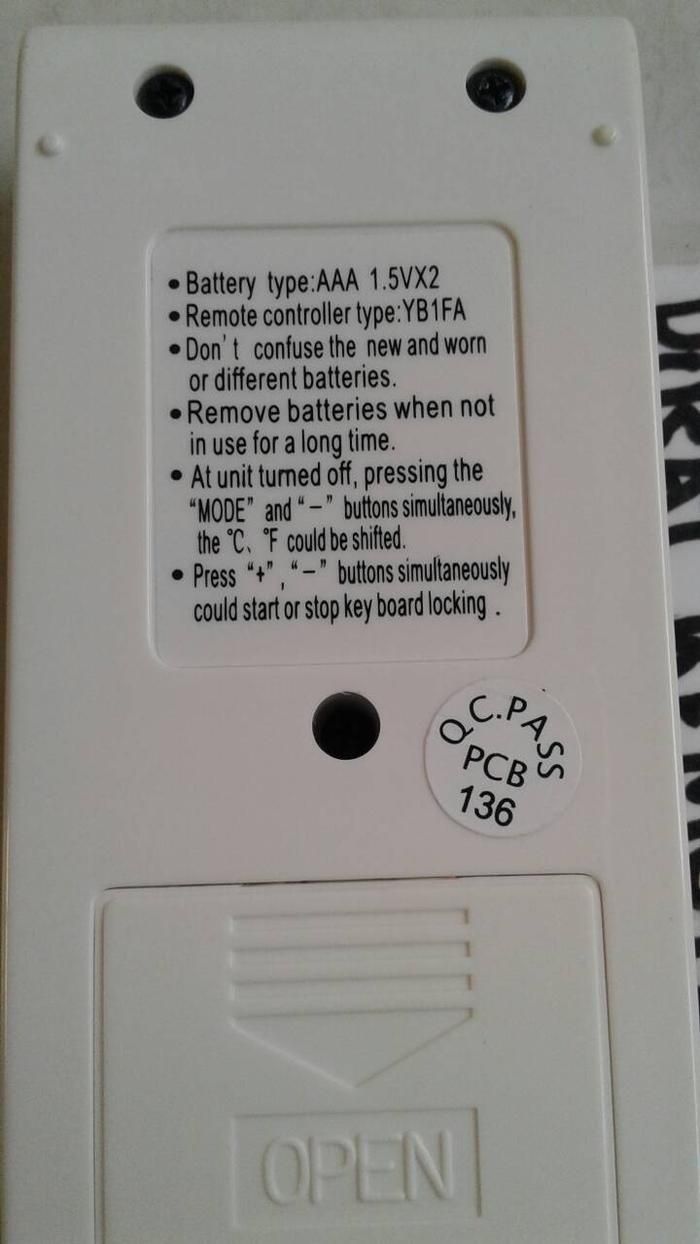 • Battery type:AAA 1.5VX2
• Remote controller type:YB1FA
• Don't confuse the new and worn
or different batteries.
• Remove batteries when not
in use for a long time.
• At unit turned off, pressing the
“MODE” and “−” buttons simultaneously,
the ℃、℉ could be shifted.
• Press “+”,“−” buttons simultaneously
could start or stop key board locking .
Q C.PASS
PCB
136
OPEN